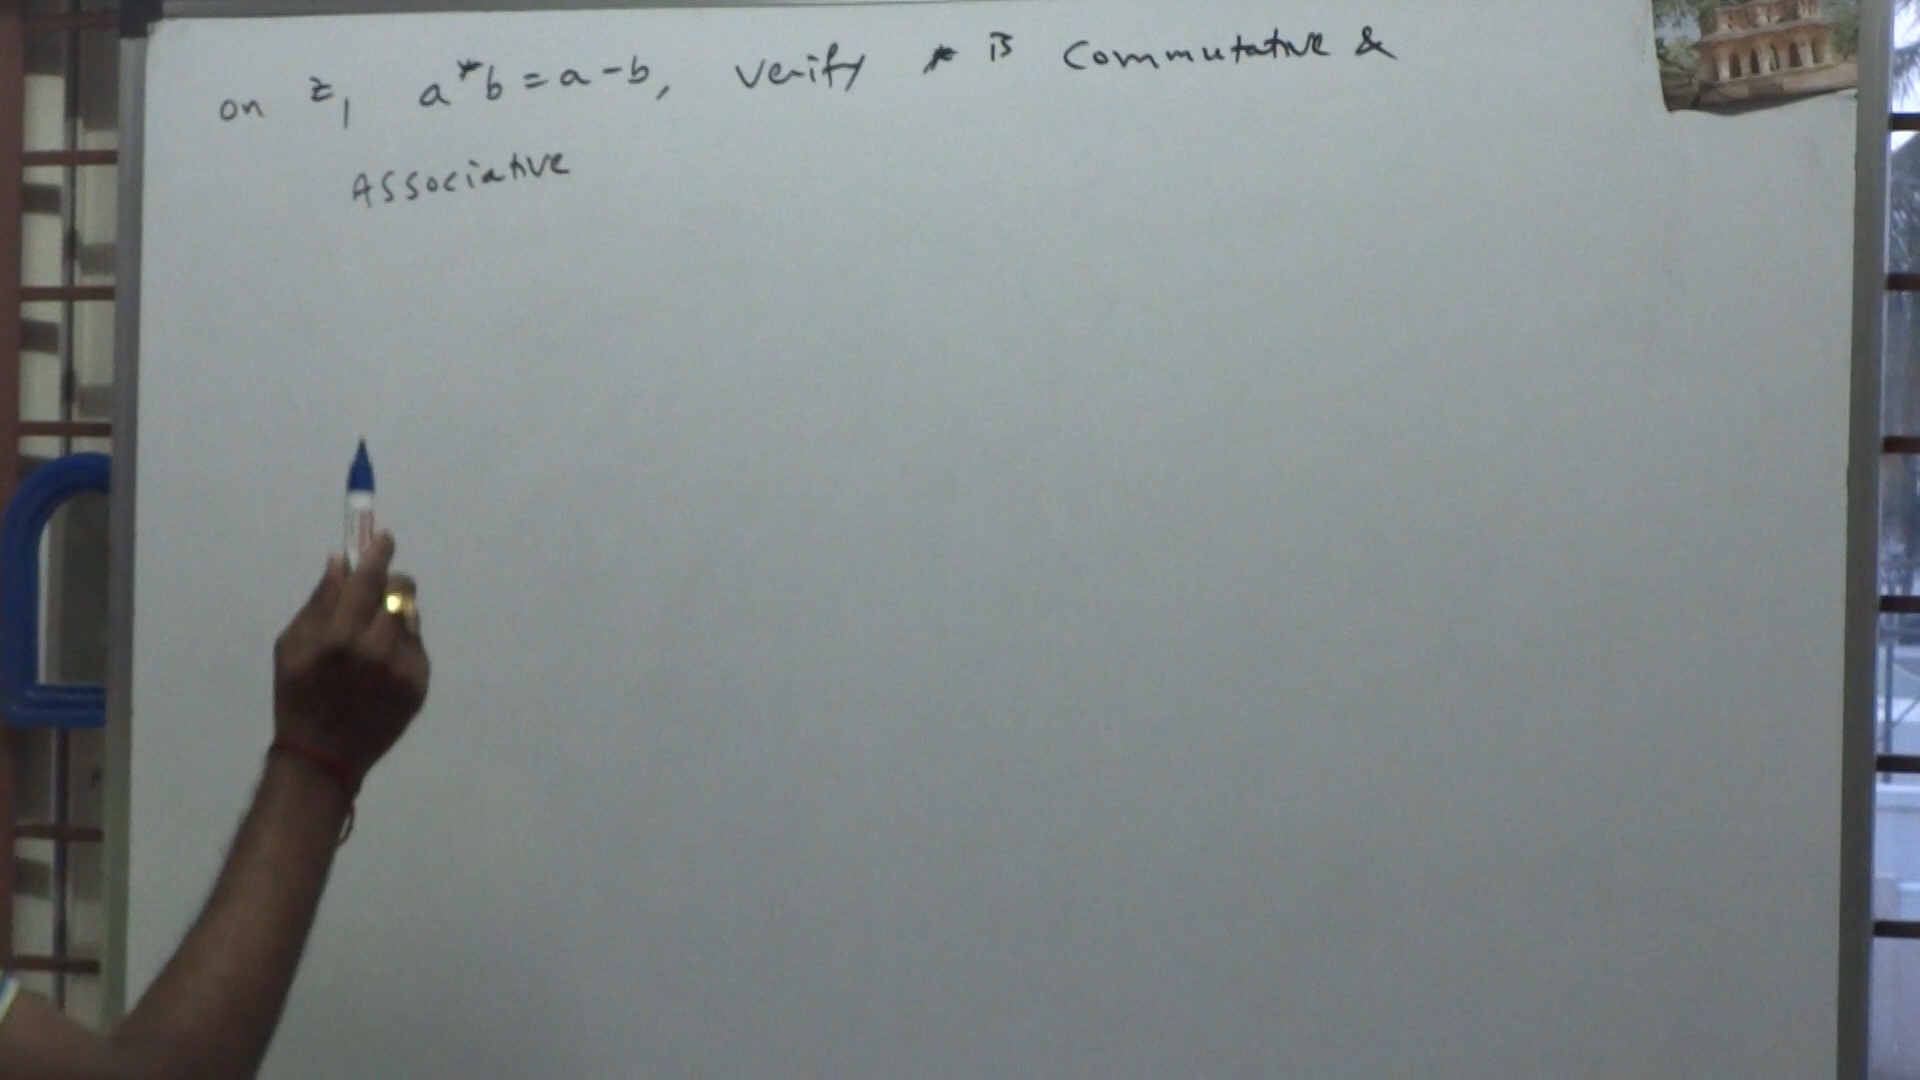 on z, a*b = a-b, verify * is commutative &
Associative